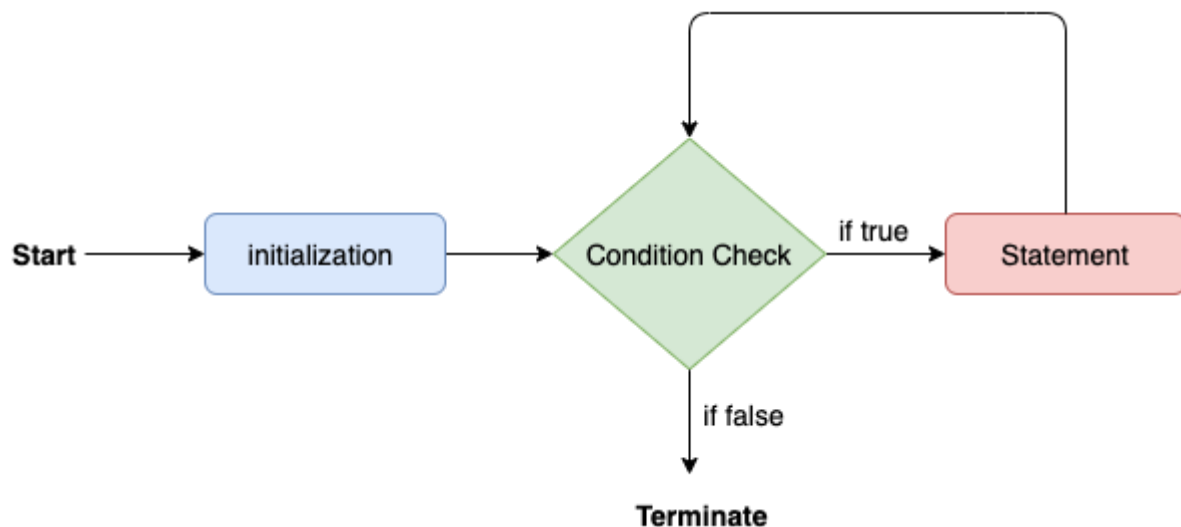 Start
initialization
Condition Check
if true
Statement
if false
Terminate